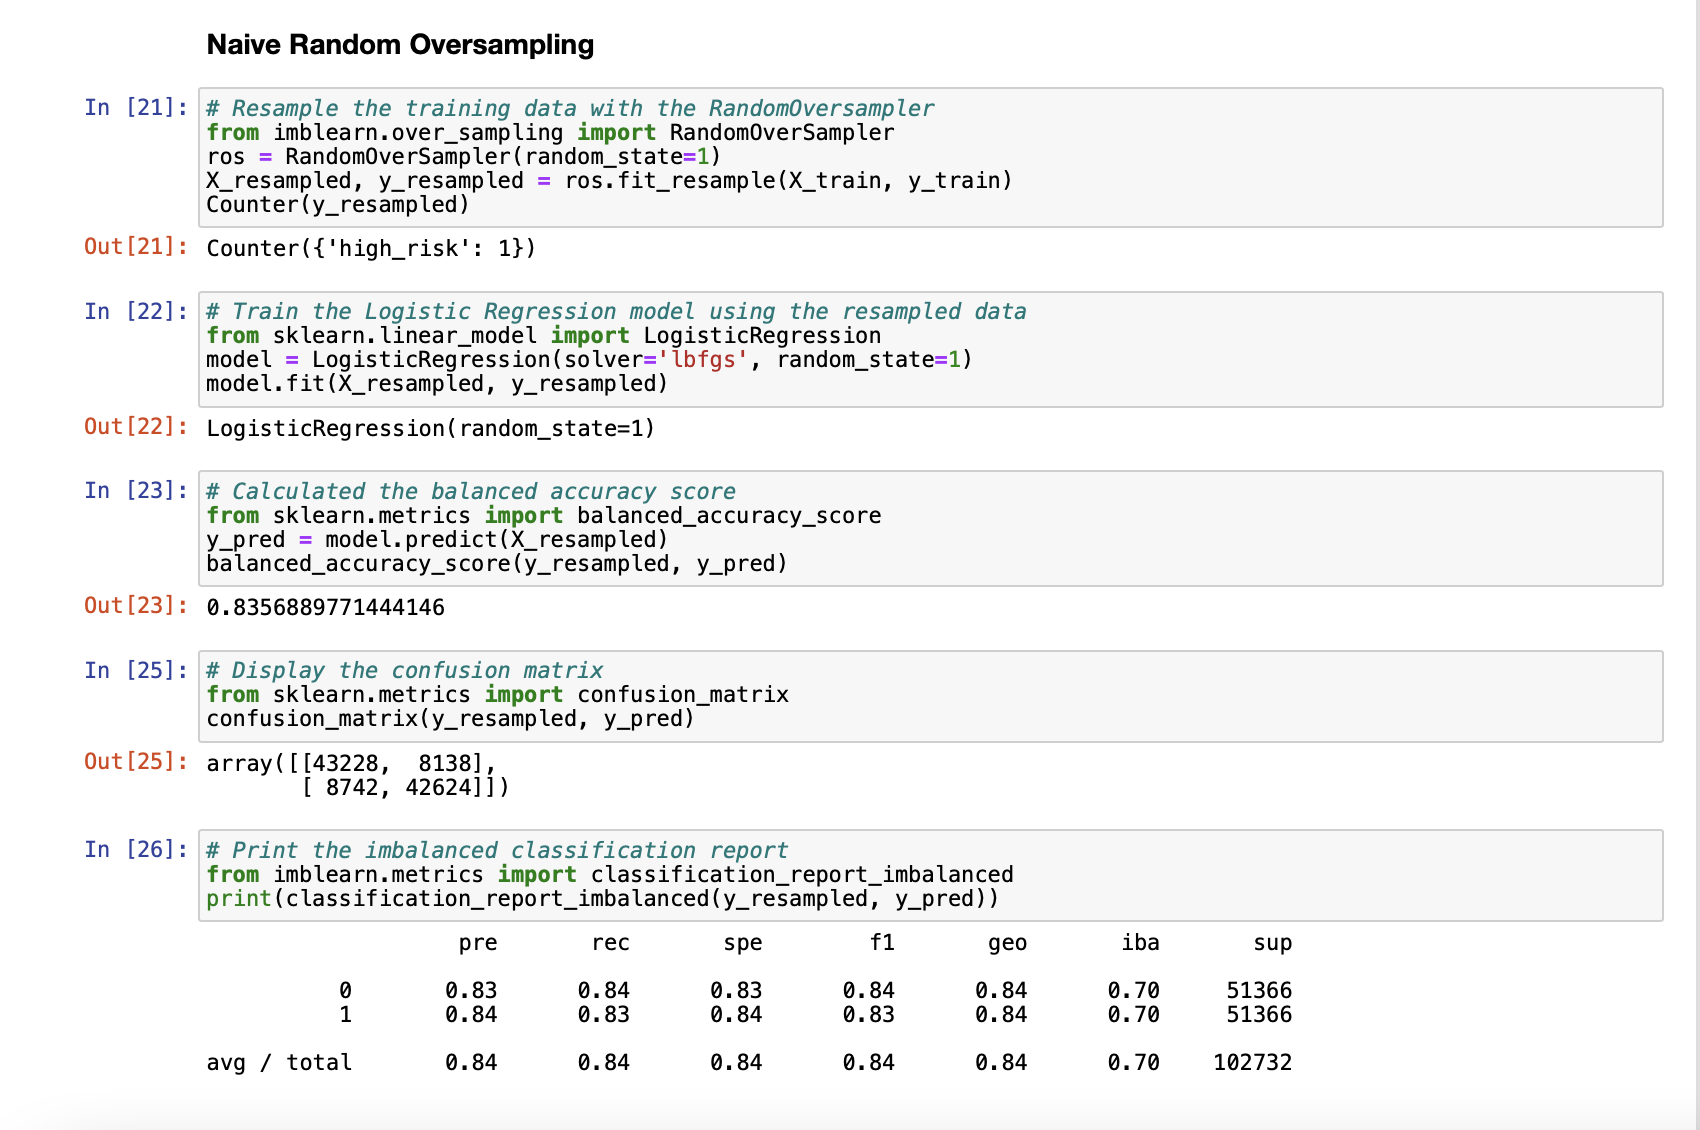 Naive Random Oversampling
In [21]:
# Resample the training data with the RandomOversampler
from imblearn.over_sampling import RandomOverSampler
ros = RandomOverSampler(random_state=1)
X_resampled, y_resampled = ros.fit_resample(X_train, y_train)
Counter(y_resampled)
Out[21]: Counter({'high_risk': 1})
In [22]:
# Train the Logistic Regression model using the resampled data
from sklearn.linear_model import LogisticRegression
model = LogisticRegression(solver='lbfgs', random_state=1)
model.fit(X_resampled, y_resampled)
Out[22]: LogisticRegression(random_state=1)
In [23]:
# Calculated the balanced accuracy score
from sklearn.metrics import balanced_accuracy_score
y_pred = model.predict(X_resampled)
balanced_accuracy_score(y_resampled, y_pred)
Out[23]: 0.8356889771444146
In [25]:
# Display the confusion matrix
from sklearn.metrics import confusion_matrix
confusion_matrix(y_resampled, y_pred)
Out[25]: array([[43228,  8138],
[ 8742, 42624]])
In [26]:
# Print the imbalanced classification report
from imblearn.metrics import classification_report_imbalanced
print(classification_report_imbalanced(y_resampled, y_pred))
pre rec spe f1 geo iba sup
0 0.83 0.84 0.83 0.84 0.84 0.70 51366
1 0.84 0.83 0.84 0.83 0.84 0.70 51366
avg / total 0.84 0.84 0.84 0.84 0.84 0.70 102732